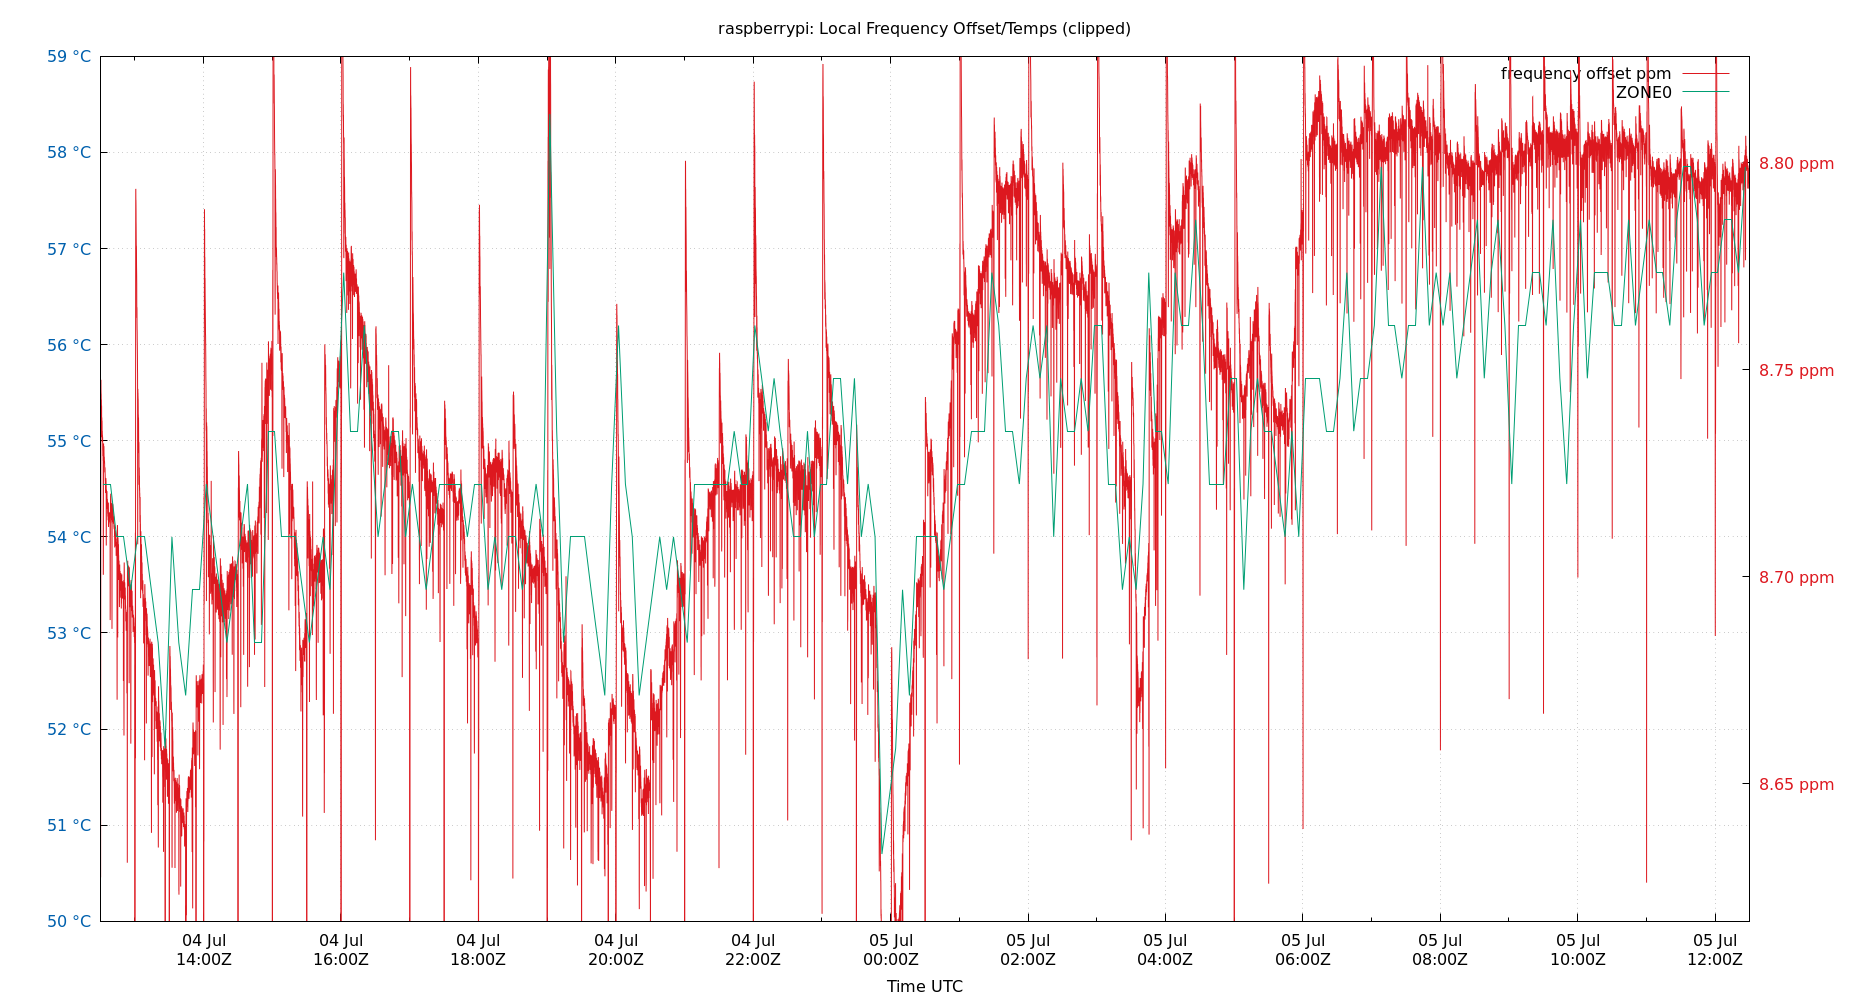 raspberrypi: Local Frequency Offset/Temps (clipped)
frequency offset ppm
ZONE0
59 °C
58 °C
57 °C
56 °C
55 °C
54 °C
53 °C
52 °C
51 °C
50 °C
8.80 ppm
8.75 ppm
8.70 ppm
8.65 ppm
04 Jul 04 Jul 04 Jul 04 Jul 04 Jul 05 Jul 05 Jul 05 Jul 05 Jul 05 Jul 05 Jul 05 Jul
14:00Z 16:00Z 18:00Z 20:00Z 22:00Z 00:00Z 02:00Z 04:00Z 06:00Z 08:00Z 10:00Z 12:00Z
Time UTC